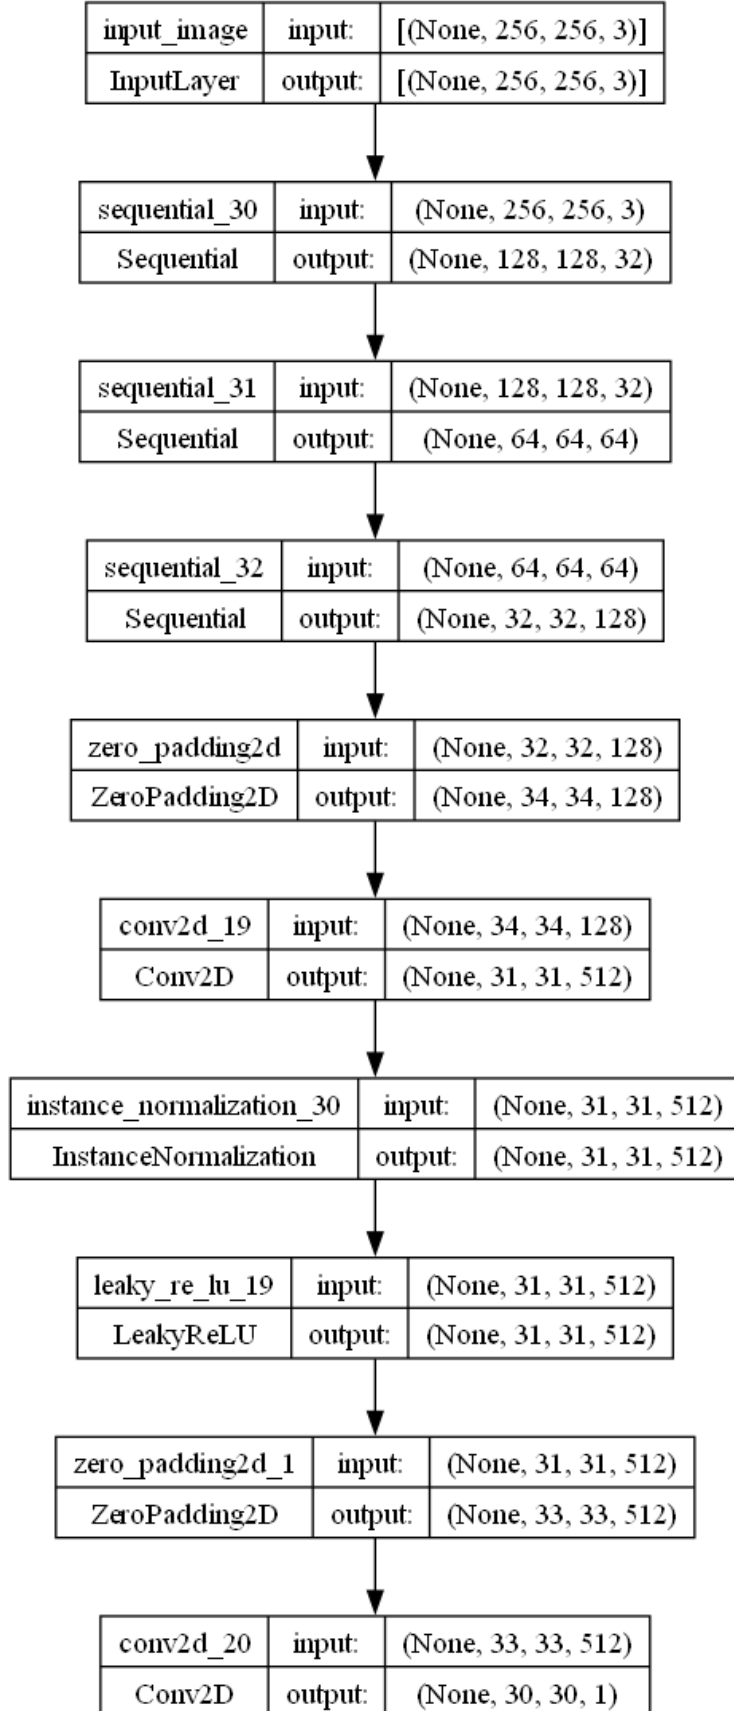 input_image input: [(None, 256, 256, 3)]
InputLayer output: [(None, 256, 256, 3)]
sequential_30 input: (None, 256, 256, 3)
Sequential output: (None, 128, 128, 32)
sequential_31 input: (None, 128, 128, 32)
Sequential output: (None, 64, 64, 64)
sequential_32 input: (None, 64, 64, 64)
Sequential output: (None, 32, 32, 128)
zero_padding2d input: (None, 32, 32, 128)
ZeroPadding2D output: (None, 34, 34, 128)
conv2d_19 input: (None, 34, 34, 128)
Conv2D output: (None, 31, 31, 512)
instance_normalization_30 input: (None, 31, 31, 512)
InstanceNormalization output: (None, 31, 31, 512)
leaky_re_lu_19 input: (None, 31, 31, 512)
LeakyReLU output: (None, 31, 31, 512)
zero_padding2d_1 input: (None, 31, 31, 512)
ZeroPadding2D output: (None, 33, 33, 512)
conv2d_20 input: (None, 33, 33, 512)
Conv2D output: (None, 30, 30, 1)